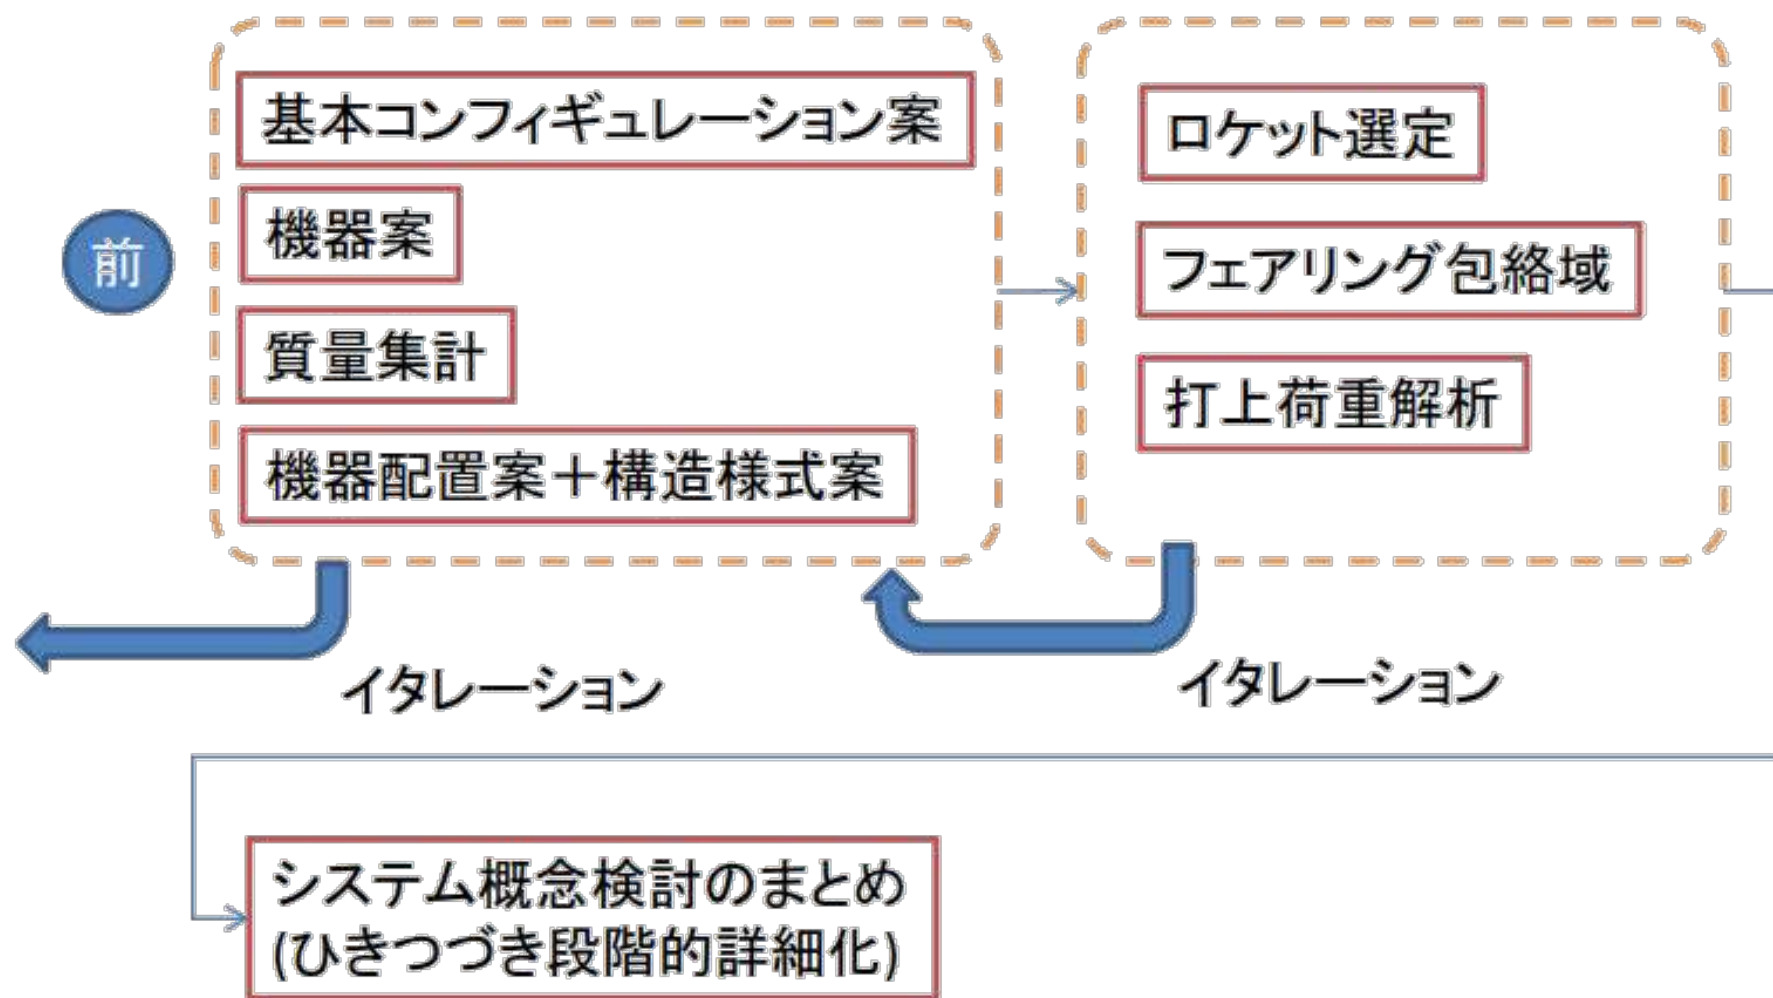 前
基本コンフィギュレーション案
機器案
質量集計
機器配置案＋構造様式案
イタレーション
ロケット選定
フェアリング包絡域
打上荷重解析
イタレーション
システム概念検討のまとめ
(ひきつづき段階的詳細化)